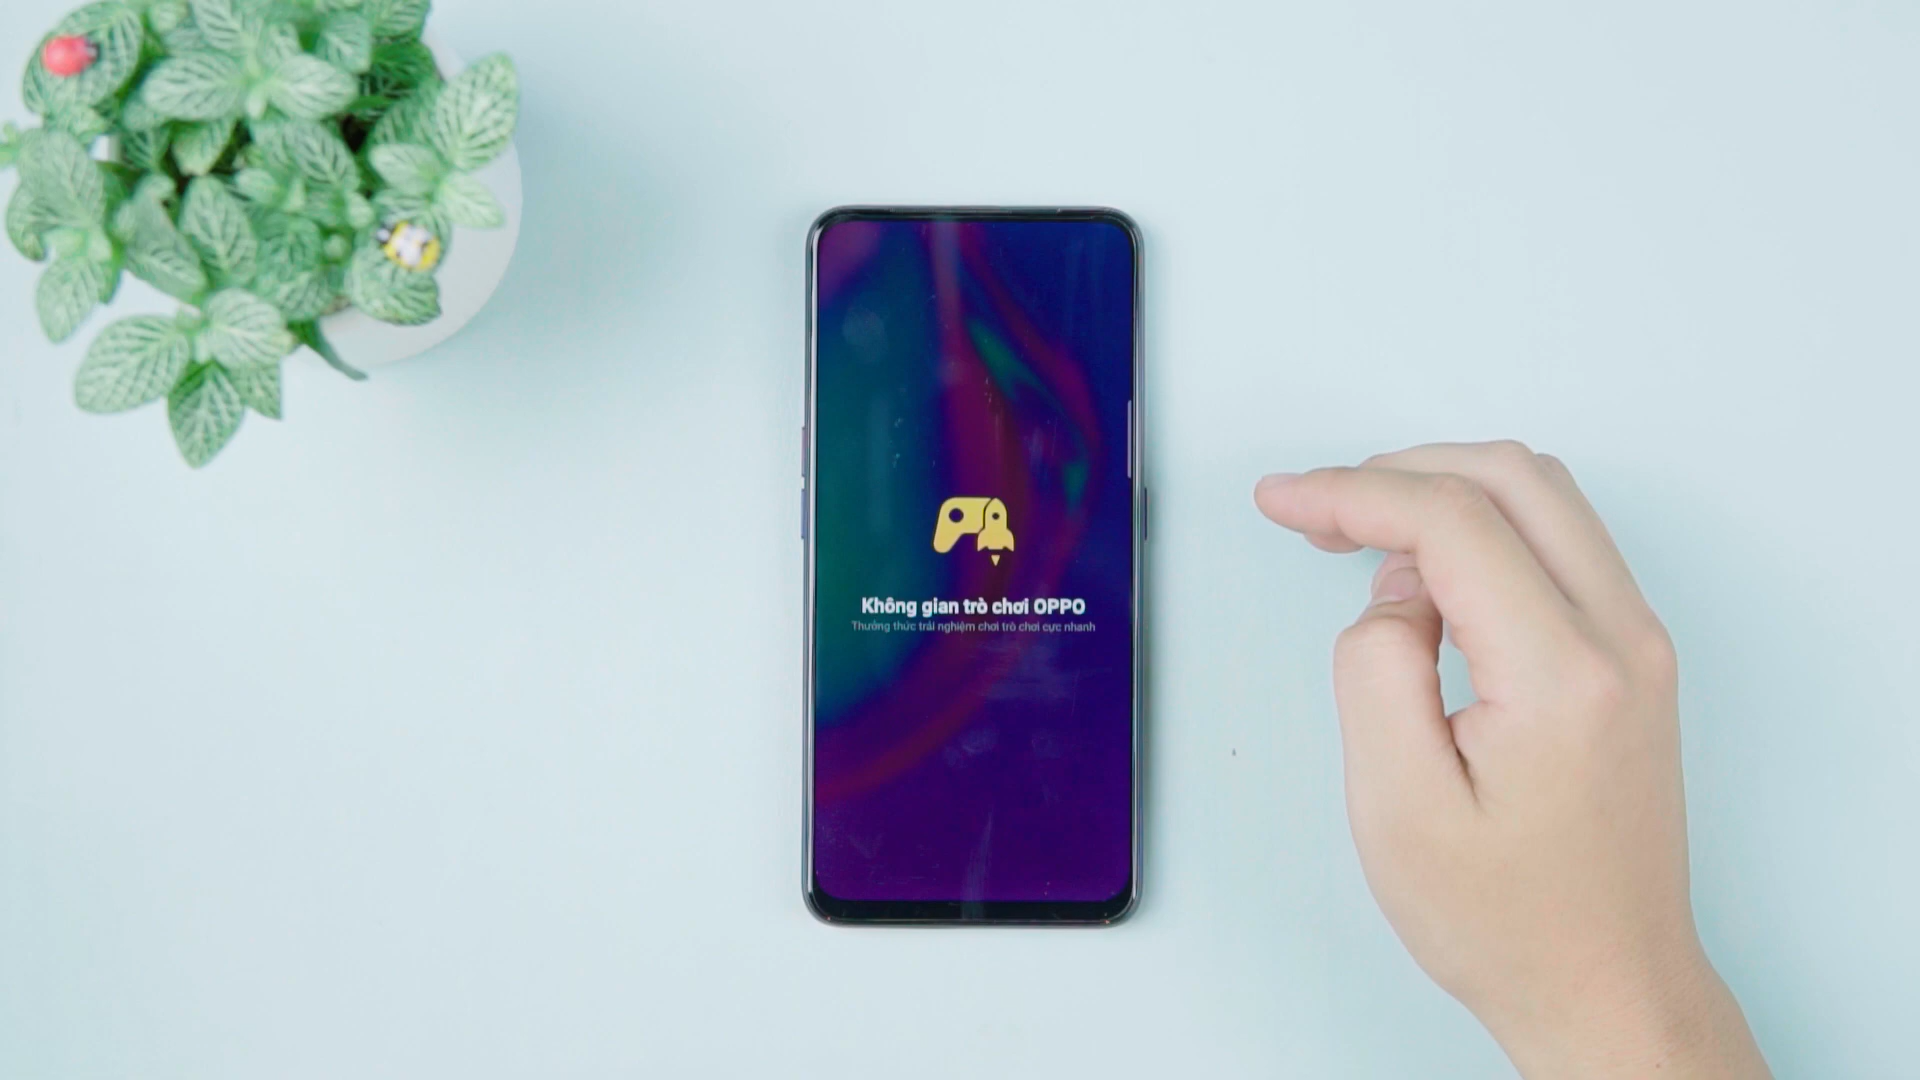 Không gian trò chơi OPPO
Thưởng thức trải nghiệm chơi trò chơi cực nhanh